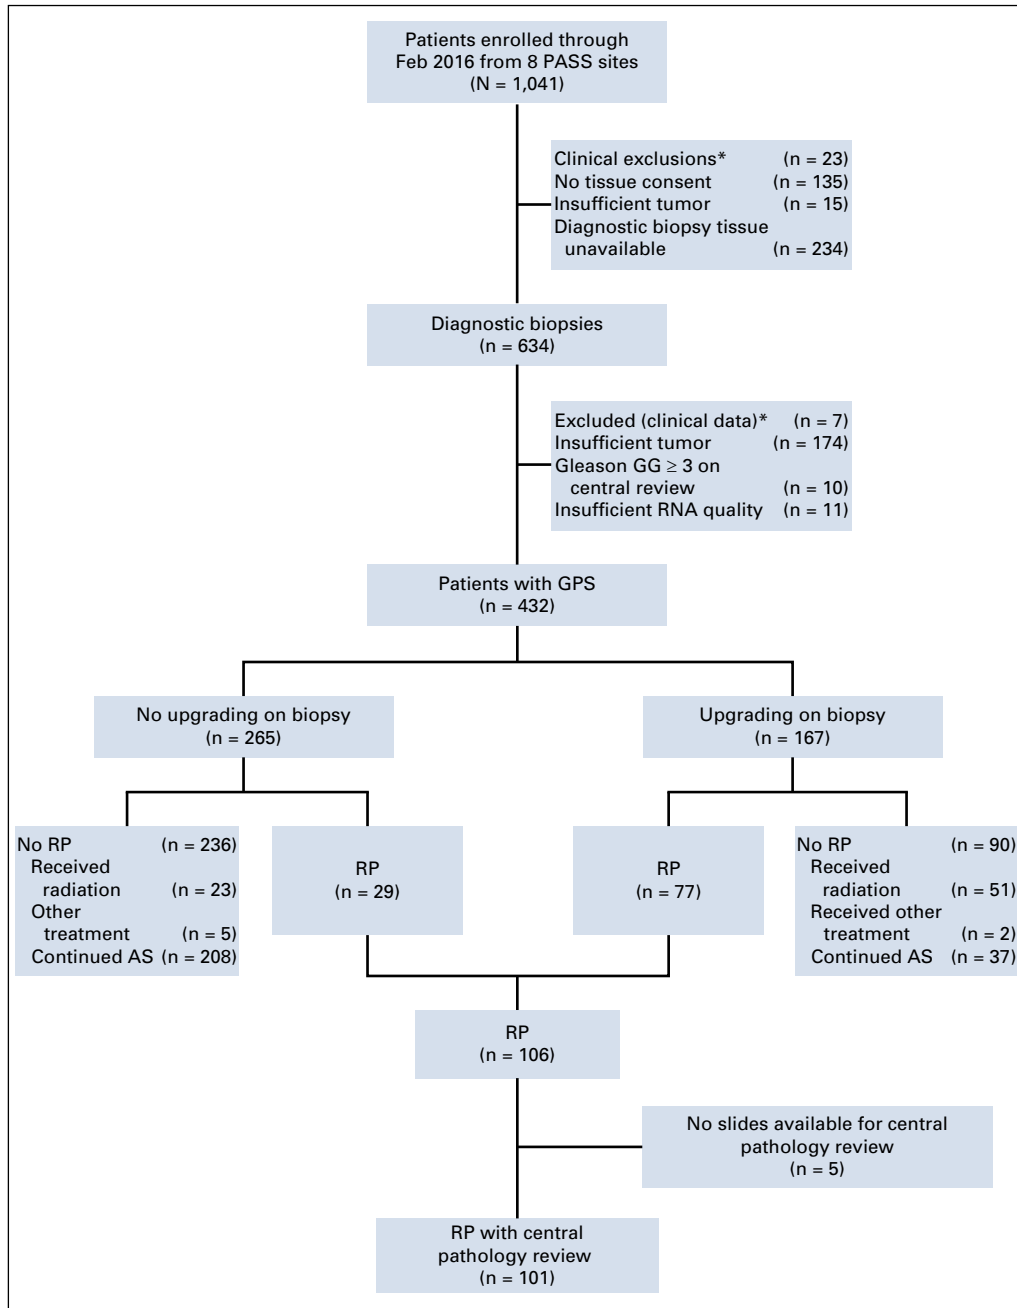 Patients enrolled through
Feb 2016 from 8 PASS sites
(N = 1,041)
Clinical exclusions* (n = 23)
No tissue consent (n = 135)
Insufficient tumor (n = 15)
Diagnostic biopsy tissue
unavailable (n = 234)
Diagnostic biopsies
(n = 634)
Excluded (clinical data)* (n = 7)
Insufficient tumor (n = 174)
Gleason GG ≥ 3 on
central review (n = 10)
Insufficient RNA quality (n = 11)
Patients with GPS
(n = 432)
No upgrading on biopsy
(n = 265)
Upgrading on biopsy
(n = 167)
No RP (n = 236)
Received
radiation (n = 23)
Other
treatment (n = 5)
Continued AS (n = 208)
RP
(n = 29)
RP
(n = 77)
No RP (n = 90)
Received
radiation (n = 51)
Received other
treatment (n = 2)
Continued AS (n = 37)
RP
(n = 106)
No slides available for central
pathology review
(n = 5)
RP with central
pathology review
(n = 101)